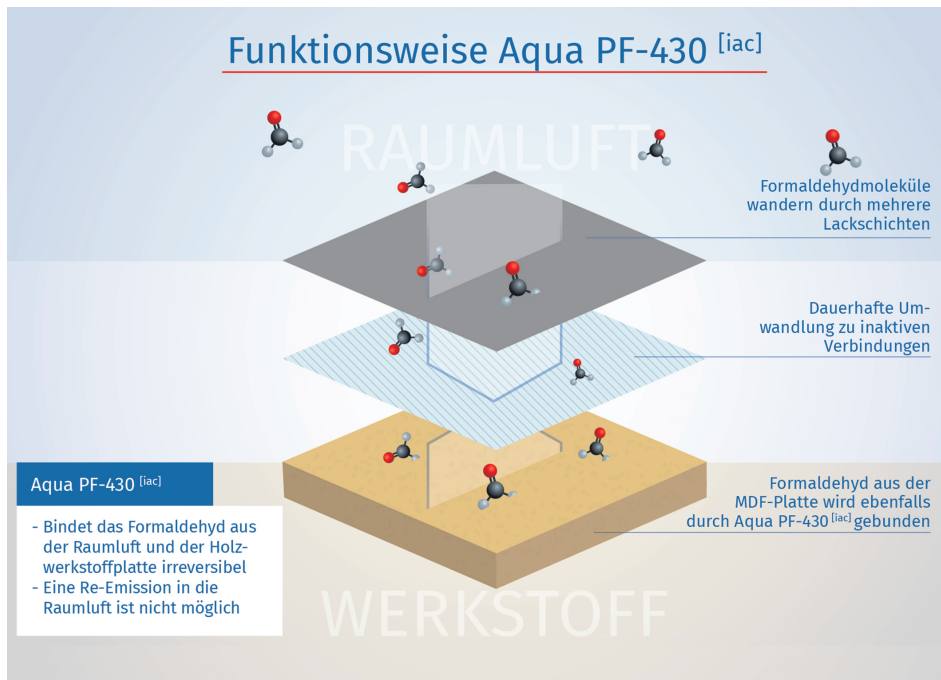 Funktionsweise Aqua PF-430 [iac]
RAUMLUFT
Formaldehydmoleküle
wandern durch mehrere
Lackschichten
Dauerhafte Um-
wandlung zu inaktiven
Verbindungen
Aqua PF-430 [iac]
- Bindet das Formaldehyd aus
der Raumluft und der Holz-
werkstoffplatte irreversibel
- Eine Re-Emission in die
Raumluft ist nicht möglich
Formaldehyd aus der
MDF-Platte wird ebenfalls
durch Aqua PF-430 [iac] gebunden
WERKSTOFF